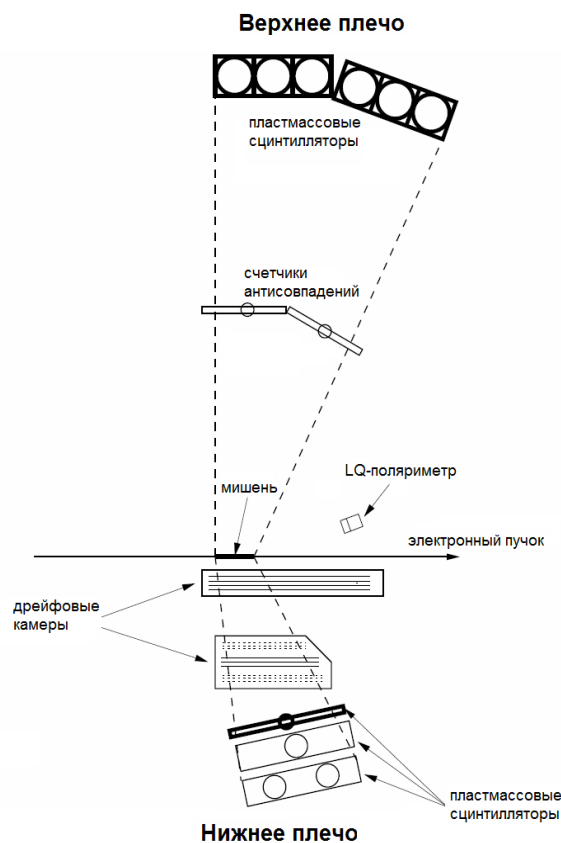 Верхнее плечо
пластмассовые
сцинтилляторы
счетчики
антисовпадений
LQ-поляриметр
мишень
электронный пучок
дрейфовые
камеры
пластмассовые
сцинтилляторы
Нижнее плечо